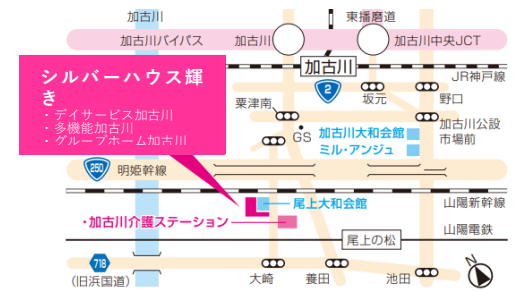 加古川
東播磨道
加古川バイパス
加古川
加古川中央JCT
加古川
JR神戸線
シルバーハウス輝
き
・デイサービス加古川
・多機能加古川
・グループホーム加古川
2
坂元
野口
粟津南
GS
加古川大和会館
ミル・アンジュ
加古川公設
市場前
250
明姫幹線
尾上大和会館
山陽新幹線
・加古川介護ステーション
山陽電鉄
尾上の松
718
(旧浜国道)
大崎
養田
池田
N